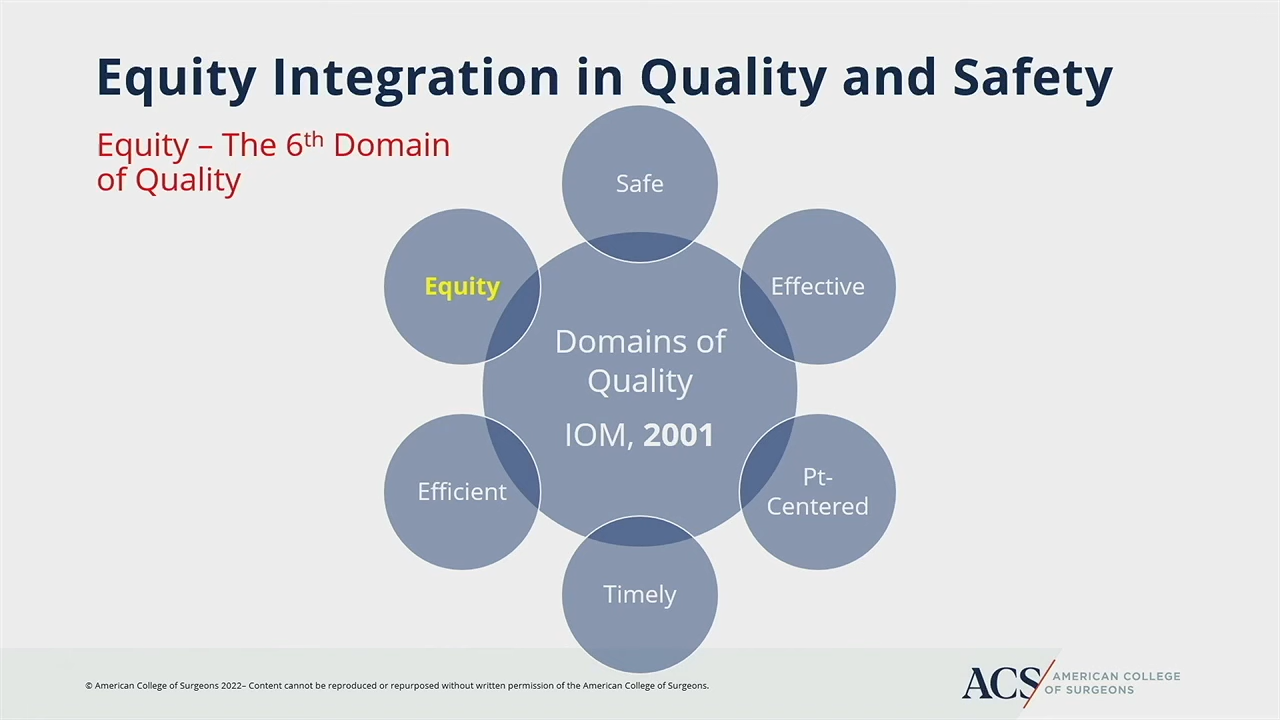 Equity Integration in Quality and Safety
Equity – The 6th Domain
of Quality
Safe
Effective
Pt-
Centered
Timely
Efficient
Equity
Domains of
Quality
IOM, 2001
© American College of Surgeons 2022– Content cannot be reproduced or repurposed without written permission of the American College of Surgeons.
ACS
AMERICAN COLLEGE
OF SURGEONS